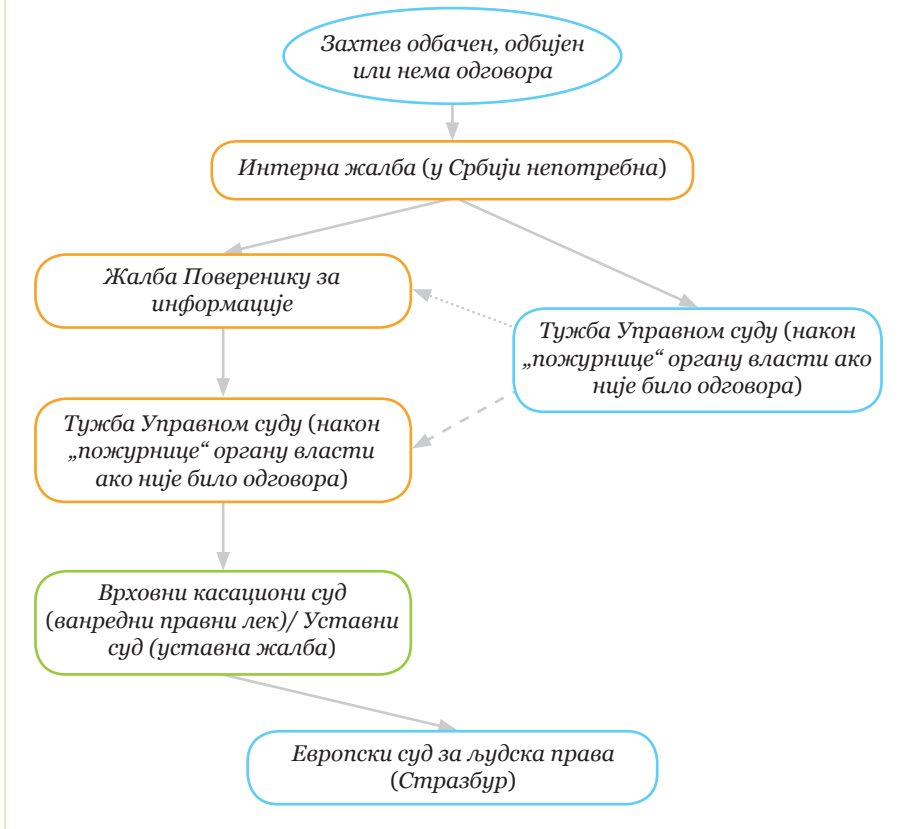 Захтев одбачен, одбијен
или нема одговора
Интерна жалба (у Србији непотребна)
Жалба Поверенику за
информације
Тужба Управном суду (након
„пожурнице“ органу власти ако
није било одговора)
Тужба Управном суду (након
„пожурнице“ органу власти
ако није било одговора)
Врховни касациони суд
(ванредни правни лек)/ Уставни
суд (уставна жалба)
Европски суд за људска права
(Стразбур)